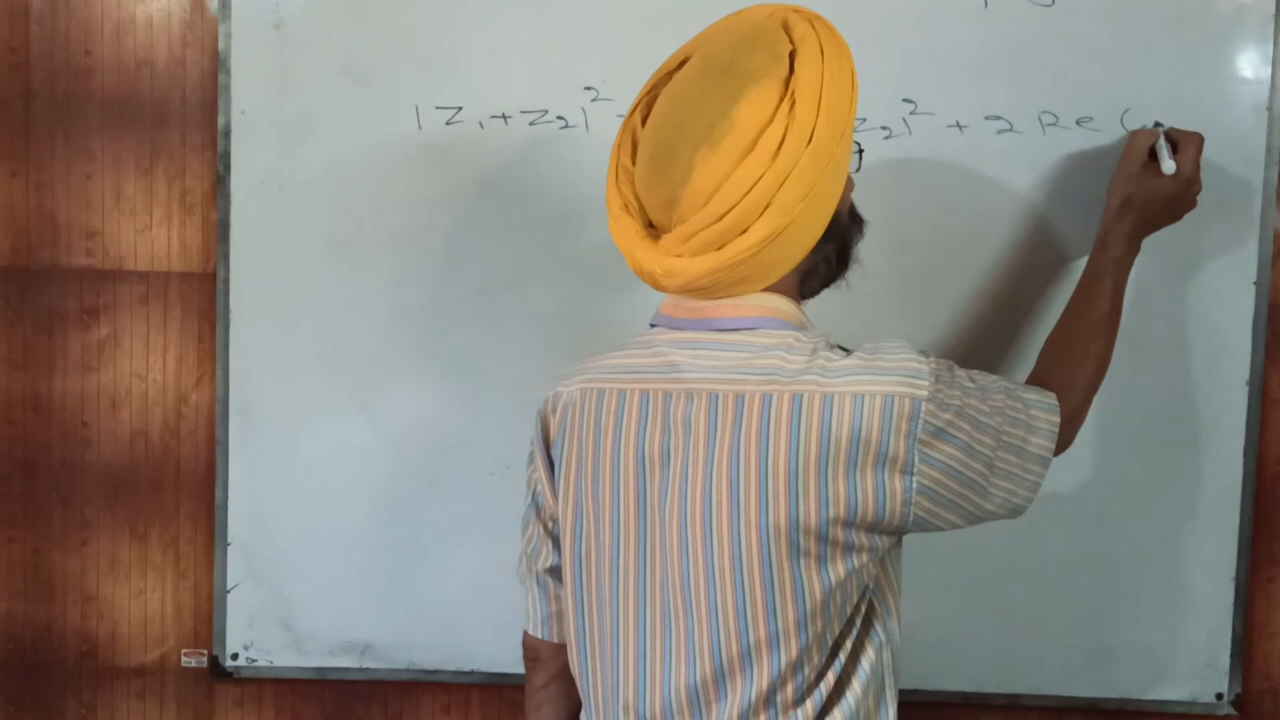 |Z₁+Z₂|² Z₂|² + 2 Re (